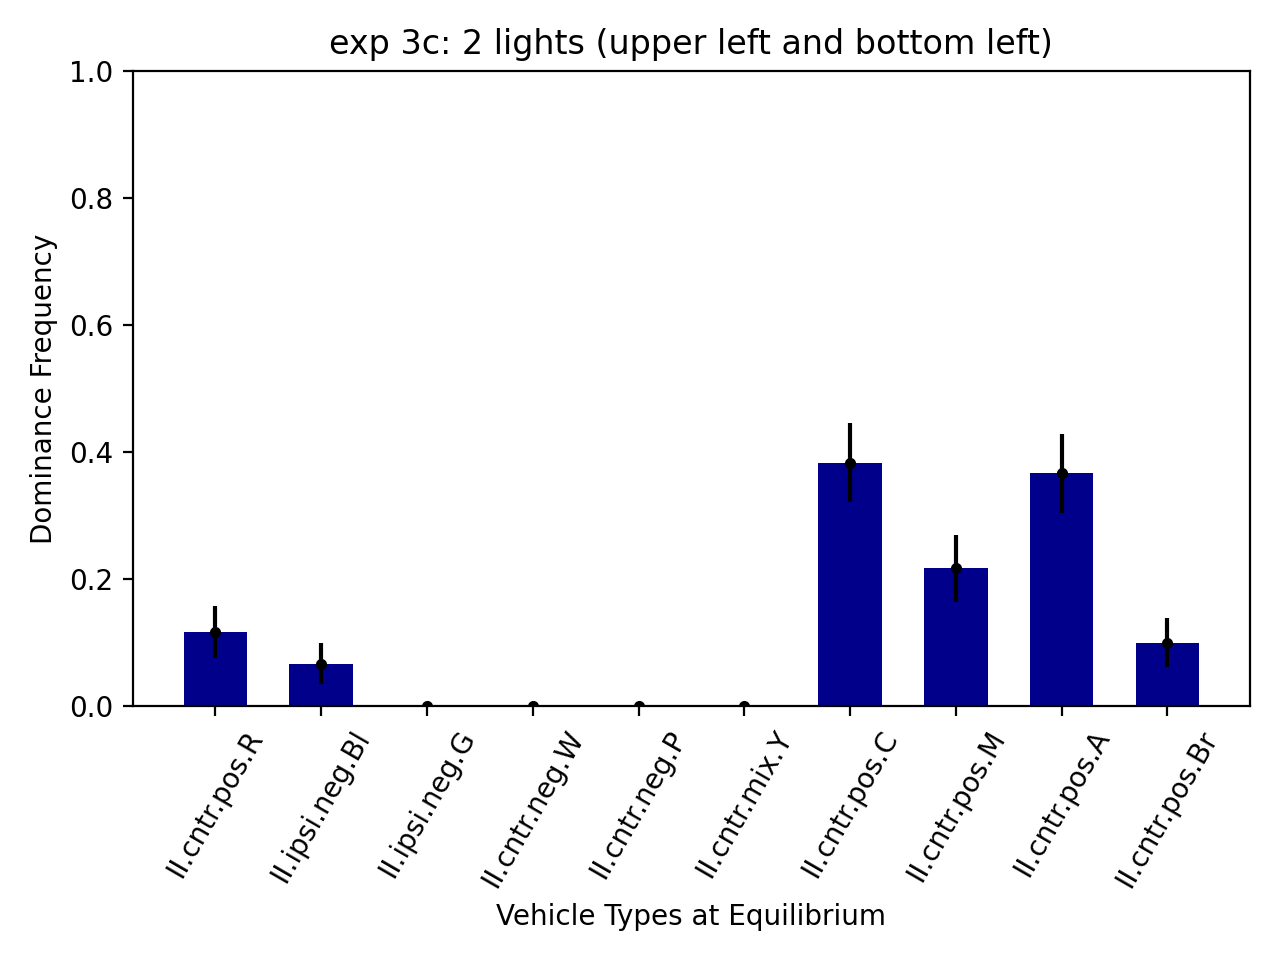 exp 3c: 2 lights (upper left and bottom left)
1.0
0.8
0.6
0.4
0.2
0.0
Dominance Frequency
II.cntr.pos.R
II.ipsi.neg.Bl
II.ipsi.neg.G
II.cntr.neg.W
II.cntr.neg.P
II.cntr.mix.Y
II.cntr.pos.C
II.cntr.pos.M
II.cntr.pos.A
II.cntr.pos.Br
Vehicle Types at Equilibrium